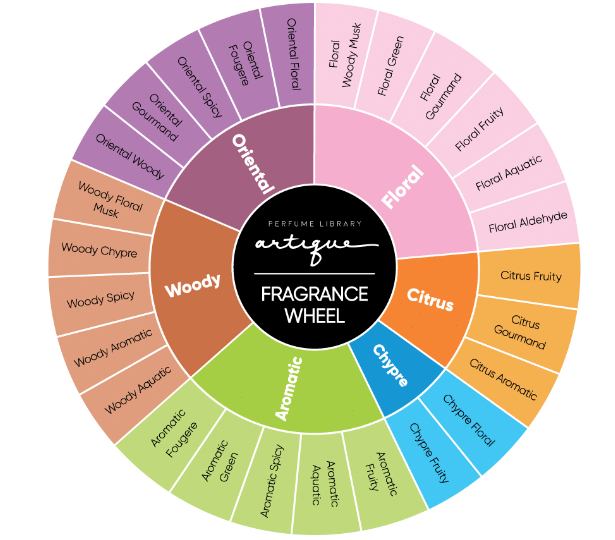 PERFUME LIBRARY
artique
FRAGRANCE
WHEEL
Floral
Floral
Woody Musk
Floral Green
Floral
Gourmand
Floral Fruity
Floral Aquatic
Floral Aldehyde
Citrus
Citrus Fruity
Citrus
Gourmand
Citrus Aromatic
Chypre
Chypre Floral
Chypre Fruity
Aromatic
Aromatic
Fruity
Aromatic
Aquatic
Aromatic Spicy
Aromatic
Green
Aromatic
Fougere
Woody
Woody Aquatic
Woody Aromatic
Woody Spicy
Woody Chypre
Woody Floral
Musk
Oriental
Oriental Woody
Oriental
Gourmand
Oriental Spicy
Oriental
Fougere
Oriental Floral